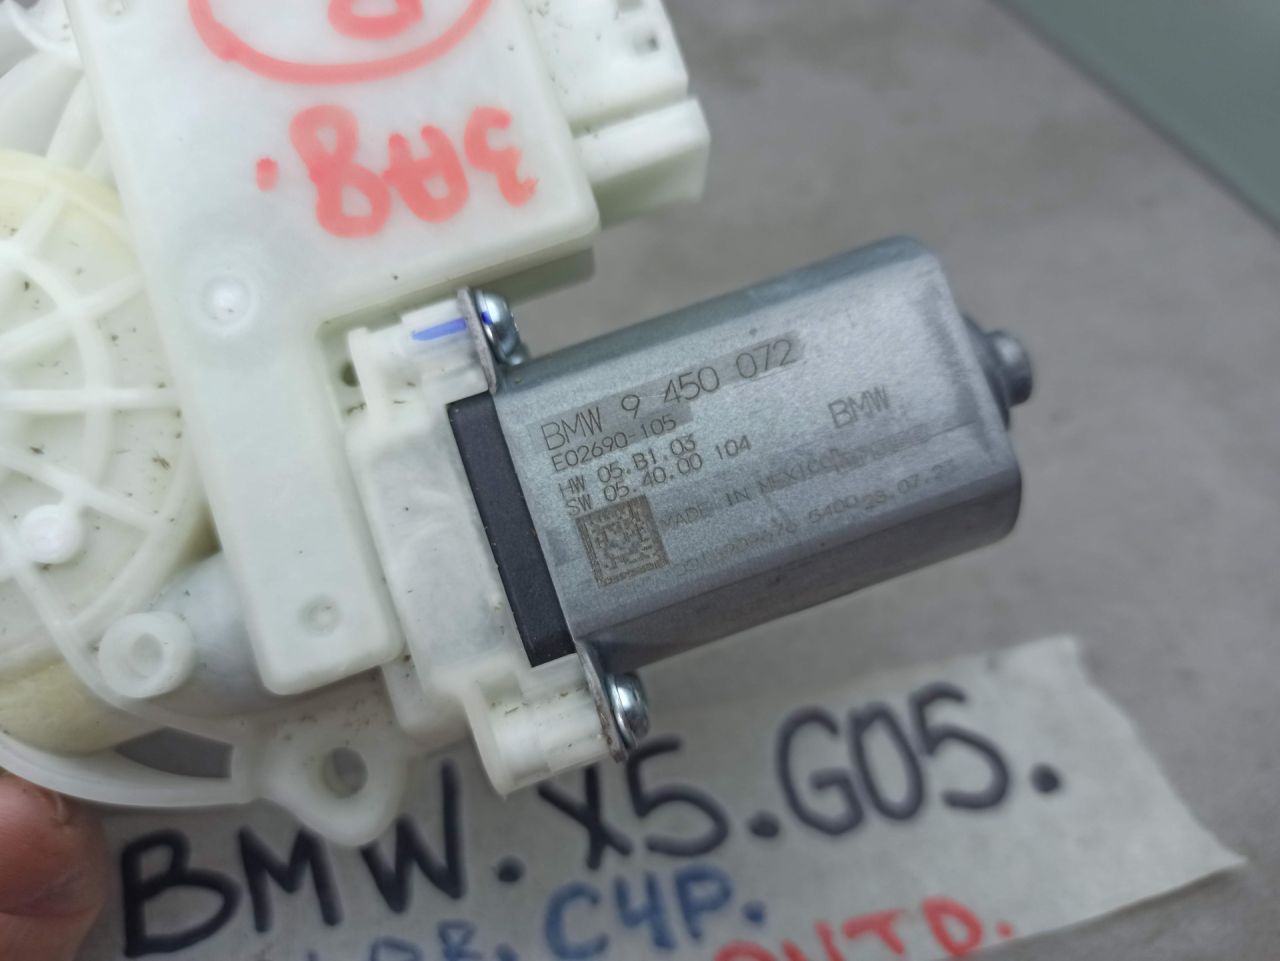 ЗАВ.
BMW 9 450 072
E02690-105
HW 05.B1.03
SW 05.40.00 104
BMW
MADE IN MEXICO
BMW. X5. G05.
C4P.